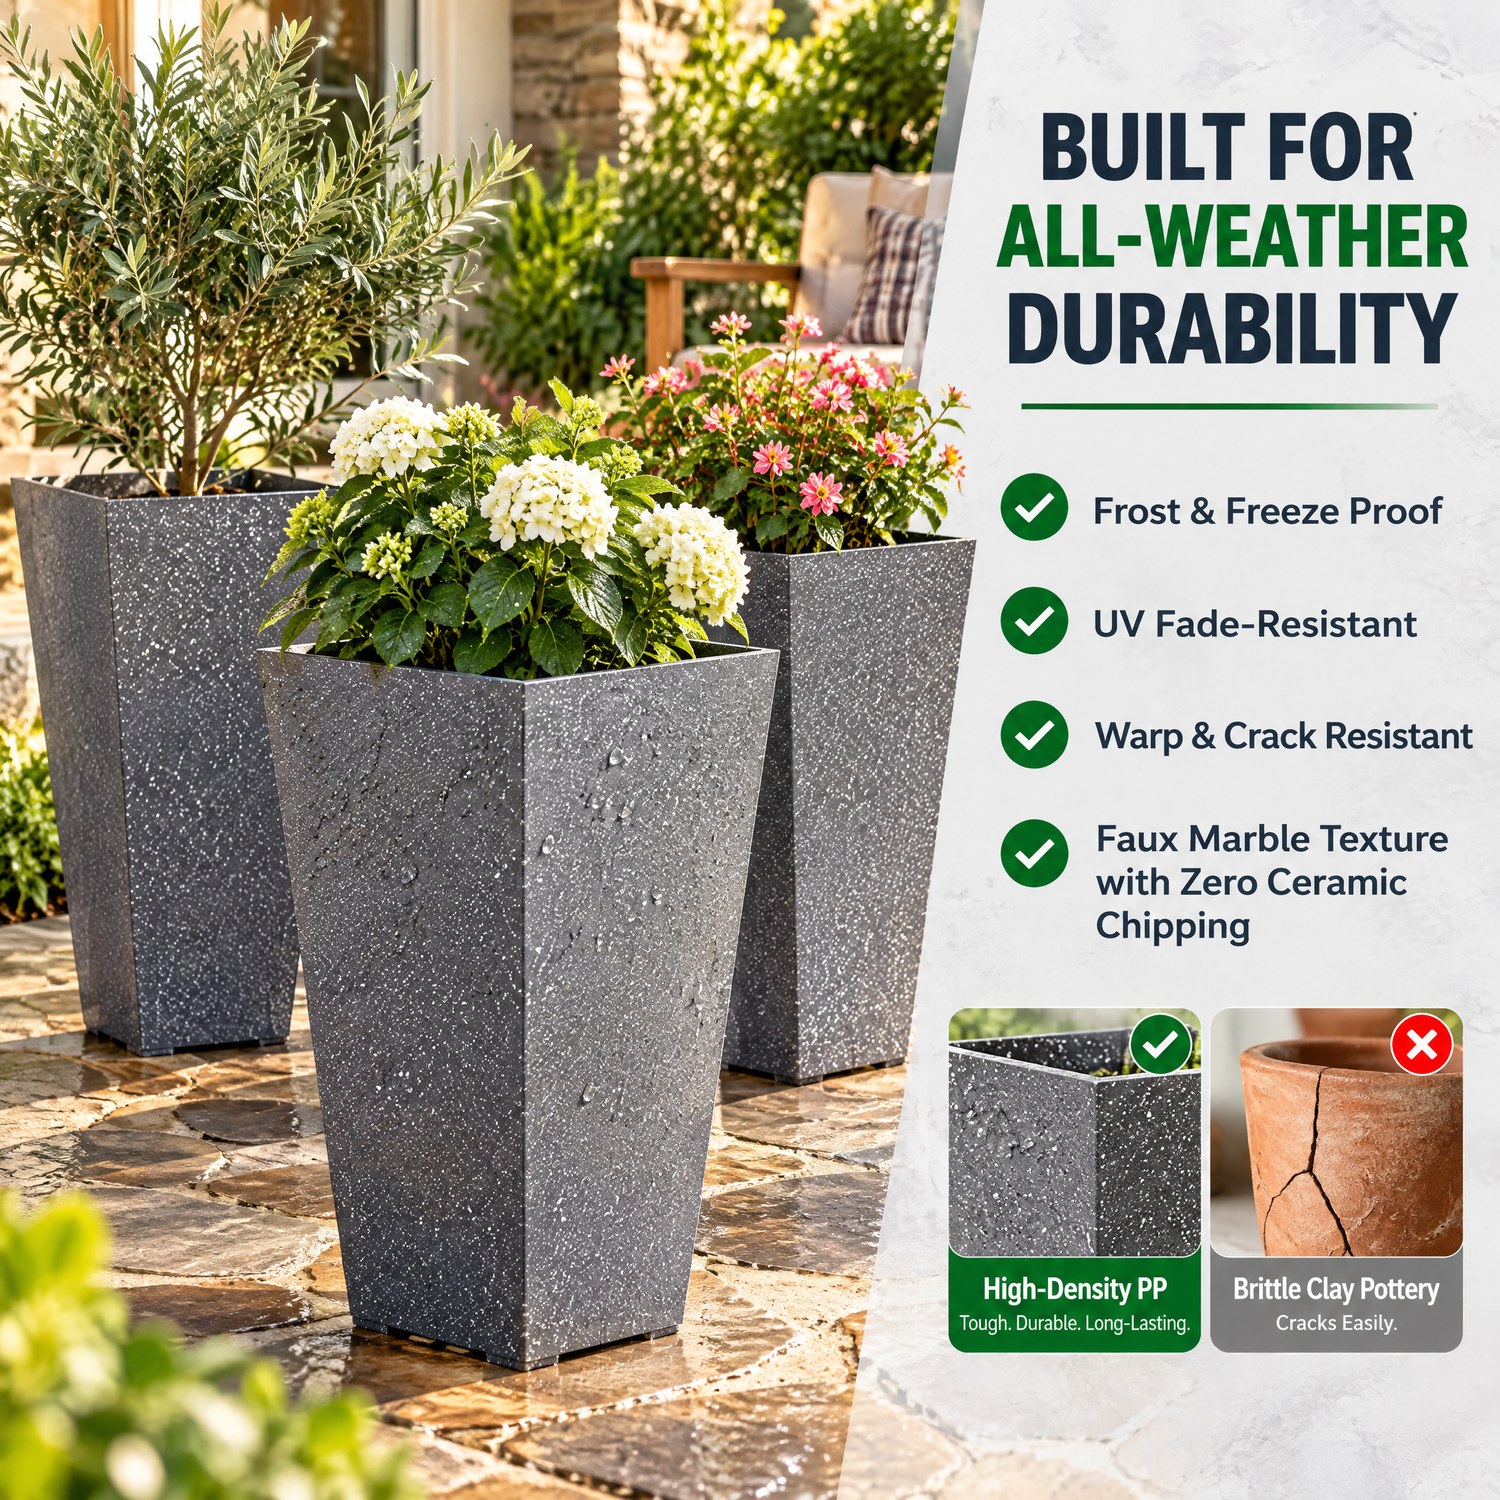 BUILT FOR
ALL-WEATHER
DURABILITY
Frost & Freeze Proof
UV Fade-Resistant
Warp & Crack Resistant
Faux Marble Texture
with Zero Ceramic
Chipping
High-Density PP
Tough. Durable. Long-Lasting.
Brittle Clay Pottery
Cracks Easily.